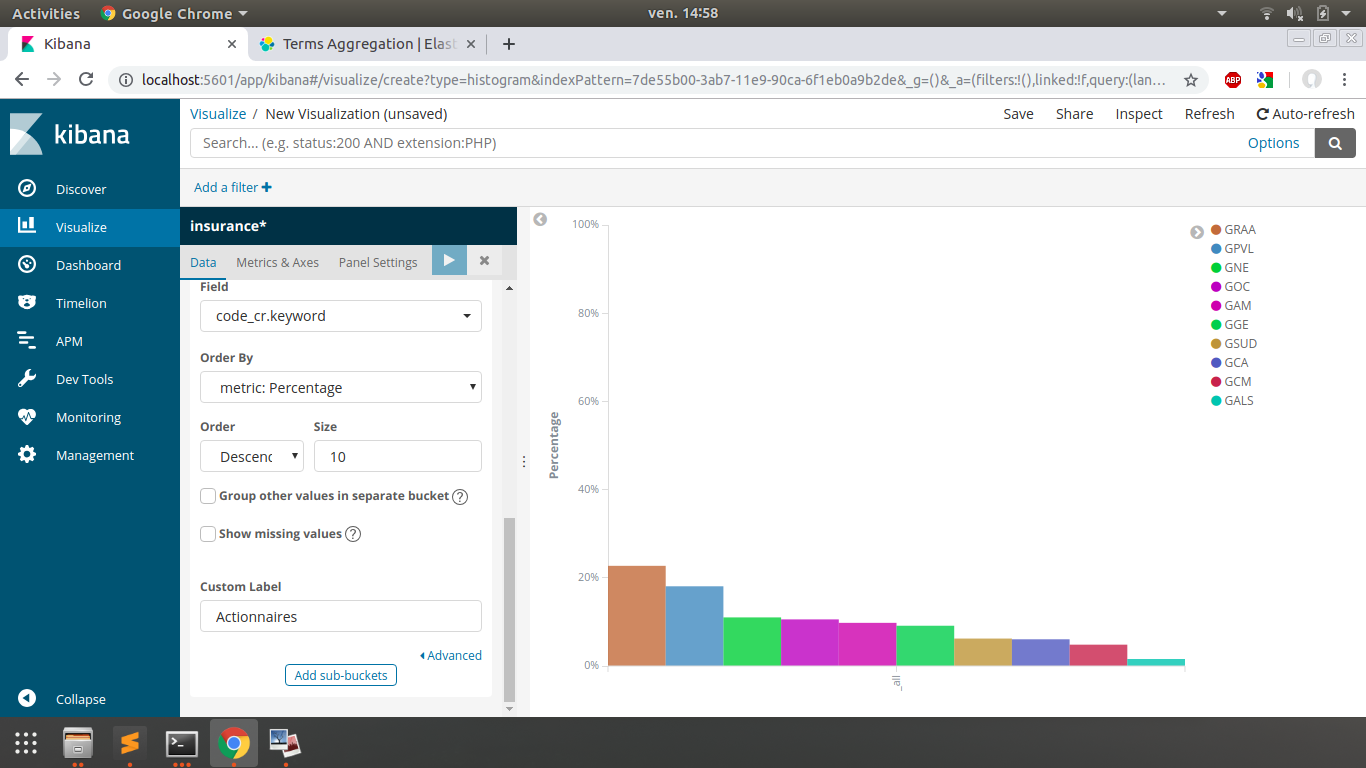 Activities
Google Chrome
ven. 14:58
Kibana
Terms Aggregation | Elast
localhost:5601/app/kibana#/visualize/create?type=histogram&indexPattern=7de55b00-3ab7-11e9-90ca-6f1eb0a9b2de&_g=()&_a=(filters:!(),linked:!f,query:(lan...
ABP
kibana
Discover
Visualize
Dashboard
Timelion
APM
Dev Tools
Monitoring
Management
Collapse
Visualize / New Visualization (unsaved)
Save Share Inspect Refresh Auto-refresh
Search... (e.g. status:200 AND extension:PHP)
Options
Add a filter
insurance*
Data Metrics & Axes Panel Settings
Field
code_cr.keyword
Order By
metric: Percentage
Order Size
Descenc 10
Group other values in separate bucket ?
Show missing values ?
Custom Label
Actionnaires
Advanced
Add sub-buckets
Percentage
100%
80%
60%
40%
20%
0%
_all
GRAA
GPVL
GNE
GOC
GAM
GGE
GSUD
GCA
GCM
GALS